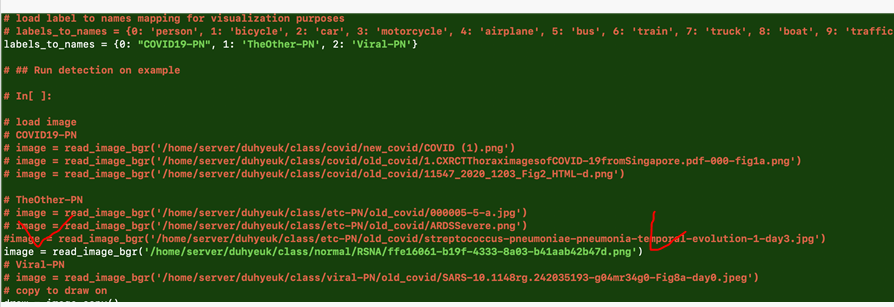 # load label to names mapping for visualization purposes
# labels_to_names = {0: 'person', 1: 'bicycle', 2: 'car', 3: 'motorcycle', 4: 'airplane', 5: 'bus', 6: 'train', 7: 'truck', 8: 'boat', 9: 'traffic
labels_to_names = {0: "COVID19-PN", 1: 'TheOther-PN', 2: 'Viral-PN'}
# ## Run detection on example
# In[ ]:
# load image
# COVID19-PN
# image = read_image_bgr('/home/server/duhyeuk/class/covid/new_covid/COVID (1).png')
# image = read_image_bgr('/home/server/duhyeuk/class/covid/old_covid/1.CXRCTThoraximagesofCOVID-19fromSingapore.pdf-000-fig1a.png')
# image = read_image_bgr('/home/server/duhyeuk/class/covid/old_covid/11547_2020_1203_Fig2_HTML-d.png')
# TheOther-PN
# image = read_image_bgr('/home/server/duhyeuk/class/etc-PN/old_covid/000005-5-a.jpg')
# image = read_image_bgr('/home/server/duhyeuk/class/etc-PN/old_covid/ARDSSevere.png')
#image = read_image_bgr('/home/server/duhyeuk/class/etc-PN/old_covid/streptococcus-pneumoniae-pneumonia-temporal-evolution-1-day3.jpg')
image = read_image_bgr('/home/server/duhyeuk/class/normal/RSNA/ffe16061-b19f-4333-8a03-b41aab42b47d.png')
# Viral-PN
# image = read_image_bgr('/home/server/duhyeuk/class/viral-PN/old_covid/SARS-10.1148rg.242035193-g04mr34g0-Fig8a-day0.jpeg')
# copy to draw on
draw = image.copy()